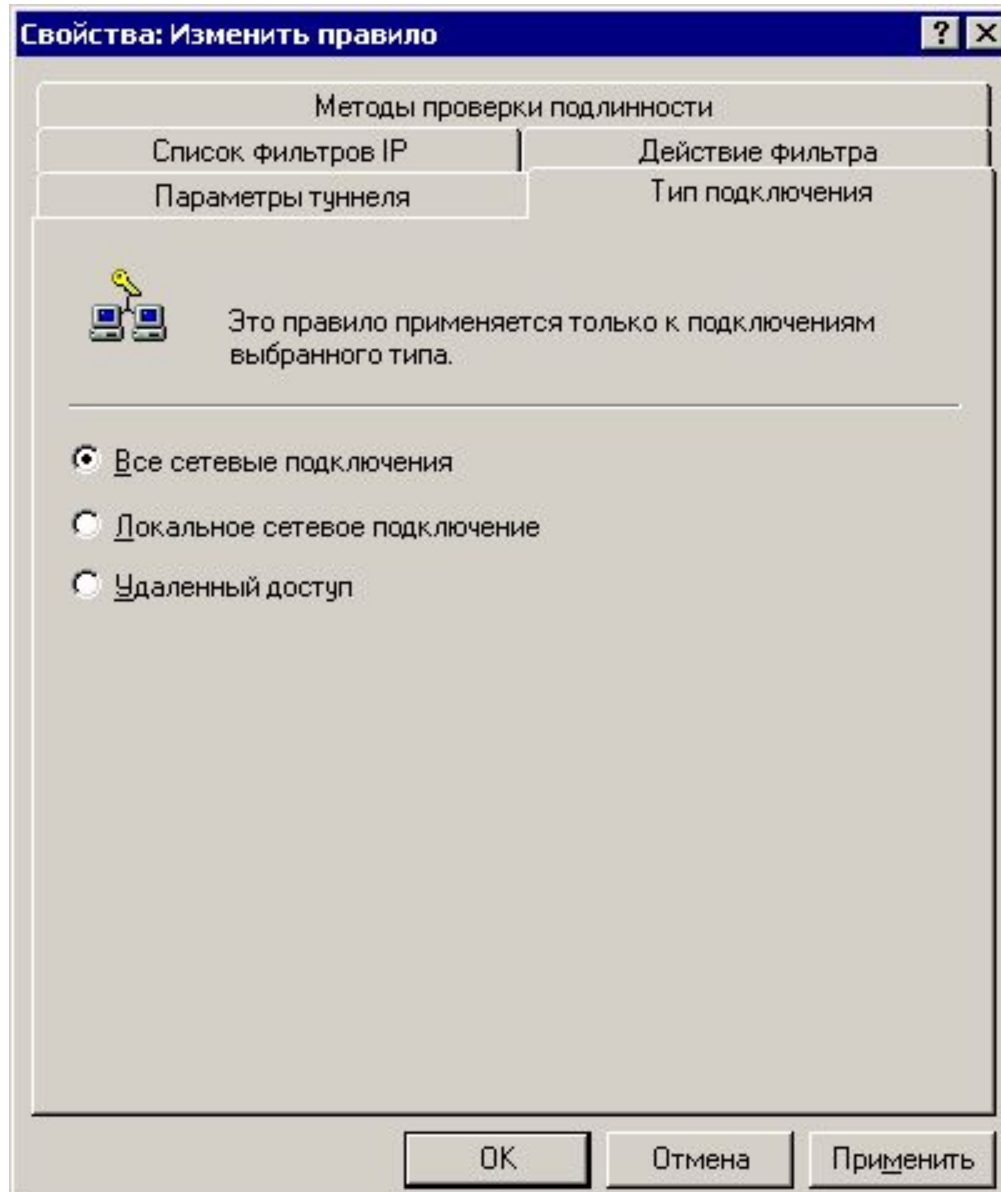 Свойства: Изменить правило
Методы проверки подлинности
Список фильтров IP
Действие фильтра
Параметры туннеля
Тип подключения
Это правило применяется только к подключениям
выбранного типа.
Все сетевые подключения
Локальное сетевое подключение
Удаленный доступ
OK
Отмена
Применить